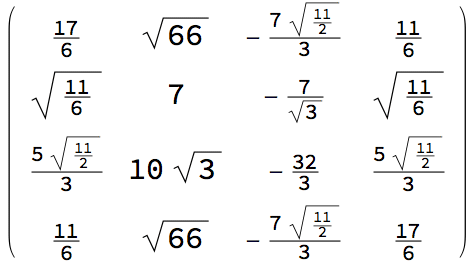 17/6 √66 − 7√(11/2)/3 11/6
√(11/6) 7 − 7/√3 √(11/6)
5√(11/2)/3 10√3 − 32/3 5√(11/2)/3
11/6 √66 − 7√(11/2)/3 17/6